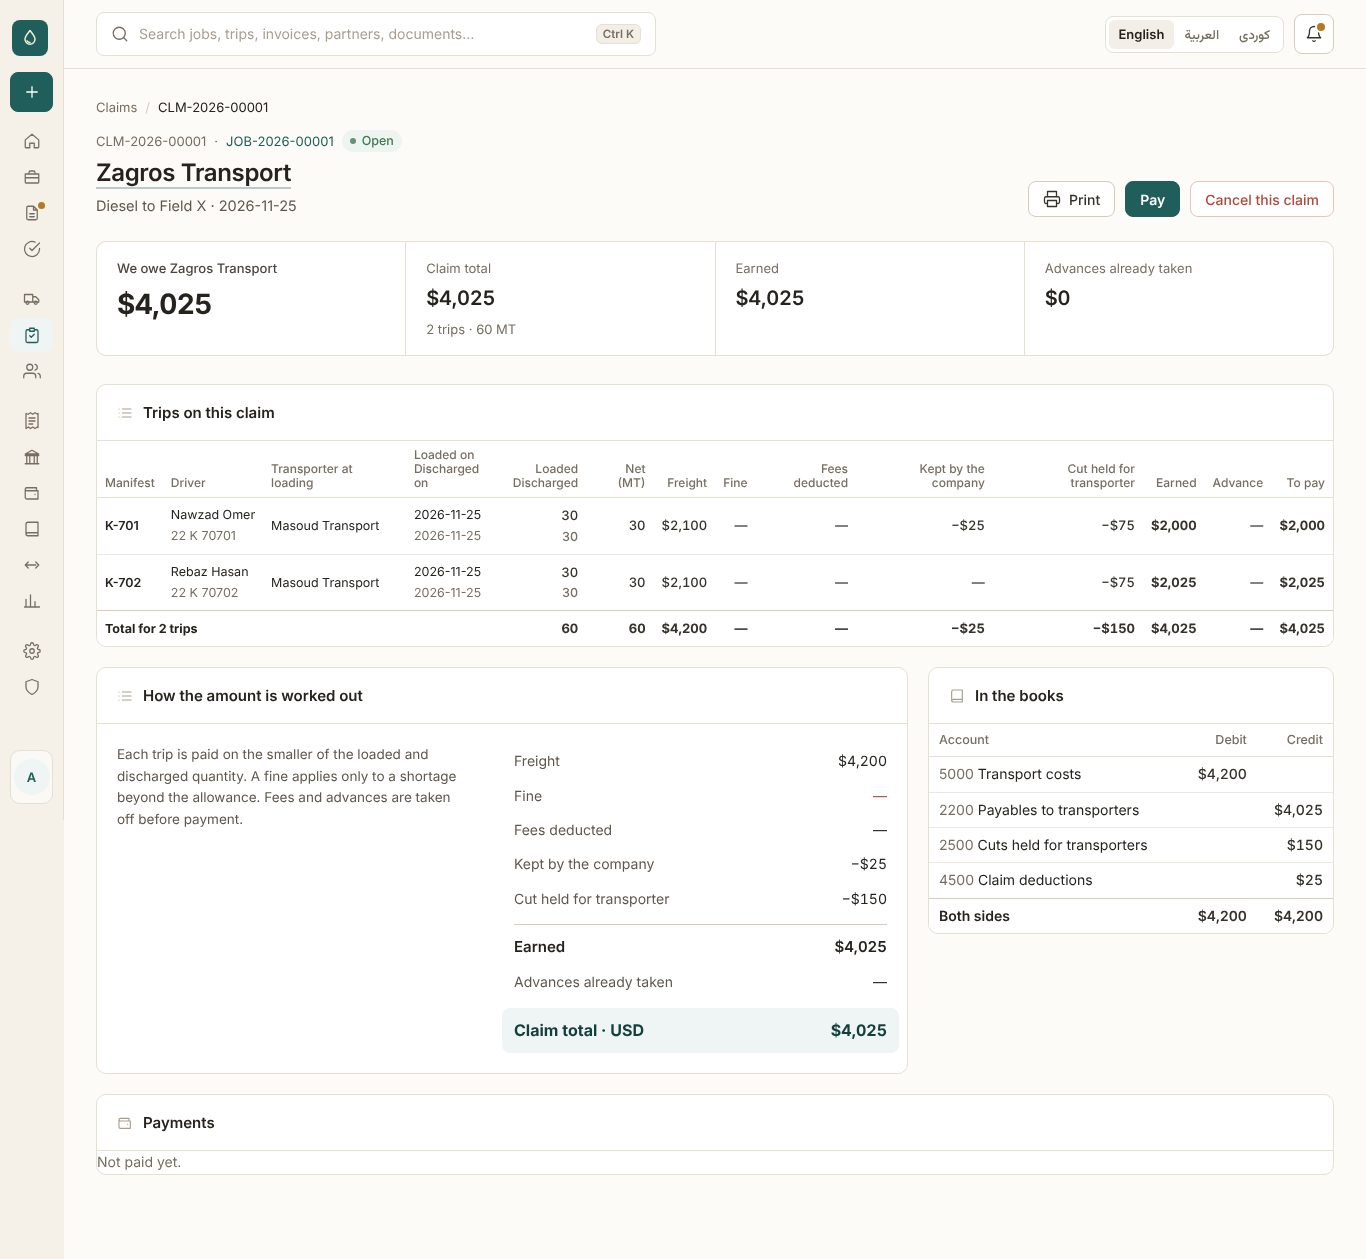 Search jobs, trips, invoices, partners, documents...
Ctrl K
English
العربية
كوردی
Claims / CLM-2026-00001
CLM-2026-00001 · JOB-2026-00001 Open
Zagros Transport
Diesel to Field X · 2026-11-25
Print
Pay
Cancel this claim
We owe Zagros Transport
$4,025
Claim total
$4,025
2 trips · 60 MT
Earned
$4,025
Advances already taken
$0
Trips on this claim
Manifest Driver Transporter at loading Loaded on Discharged on Loaded Discharged Net (MT) Freight Fine Fees deducted Kept by the company Cut held for transporter Earned Advance To pay
K-701 Nawzad Omer Masoud Transport 2026-11-25 30 30 $2,100 — — −$25 −$75 $2,000 — $2,000
22 K 70701 2026-11-25 30
K-702 Rebaz Hasan Masoud Transport 2026-11-25 30 30 $2,100 — — — −$75 $2,025 — $2,025
22 K 70702 2026-11-25 30
Total for 2 trips 60 60 $4,200 — — −$25 −$150 $4,025 — $4,025
How the amount is worked out
Each trip is paid on the smaller of the loaded and
discharged quantity. A fine applies only to a shortage
beyond the allowance. Fees and advances are taken
off before payment.
Freight $4,200
Fine —
Fees deducted —
Kept by the company −$25
Cut held for transporter −$150
Earned $4,025
Advances already taken —
Claim total · USD $4,025
In the books
Account Debit Credit
5000 Transport costs $4,200
2200 Payables to transporters $4,025
2500 Cuts held for transporters $150
4500 Claim deductions $25
Both sides $4,200 $4,200
A
Payments
Not paid yet.